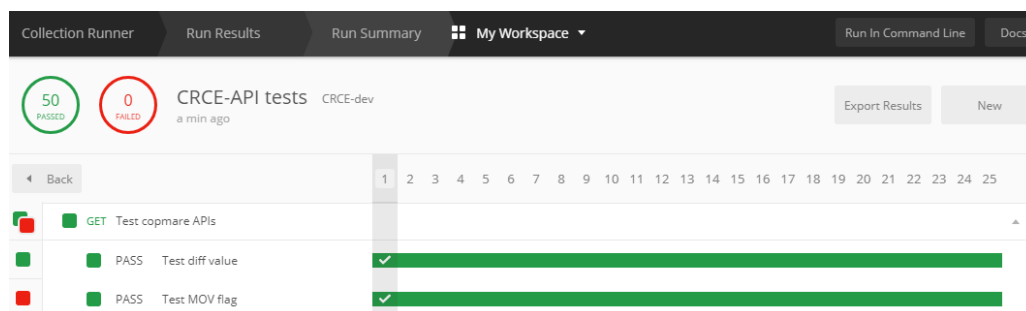 Collection Runner Run Results Run Summary My Workspace Run In Command Line Docs
50 PASSED 0 FAILED CRCE-API tests CRCE-dev Export Results New
a min ago
Back 1 2 3 4 5 6 7 8 9 10 11 12 13 14 15 16 17 18 19 20 21 22 23 24 25
GET Test copmare APIs
PASS Test diff value
PASS Test MOV flag